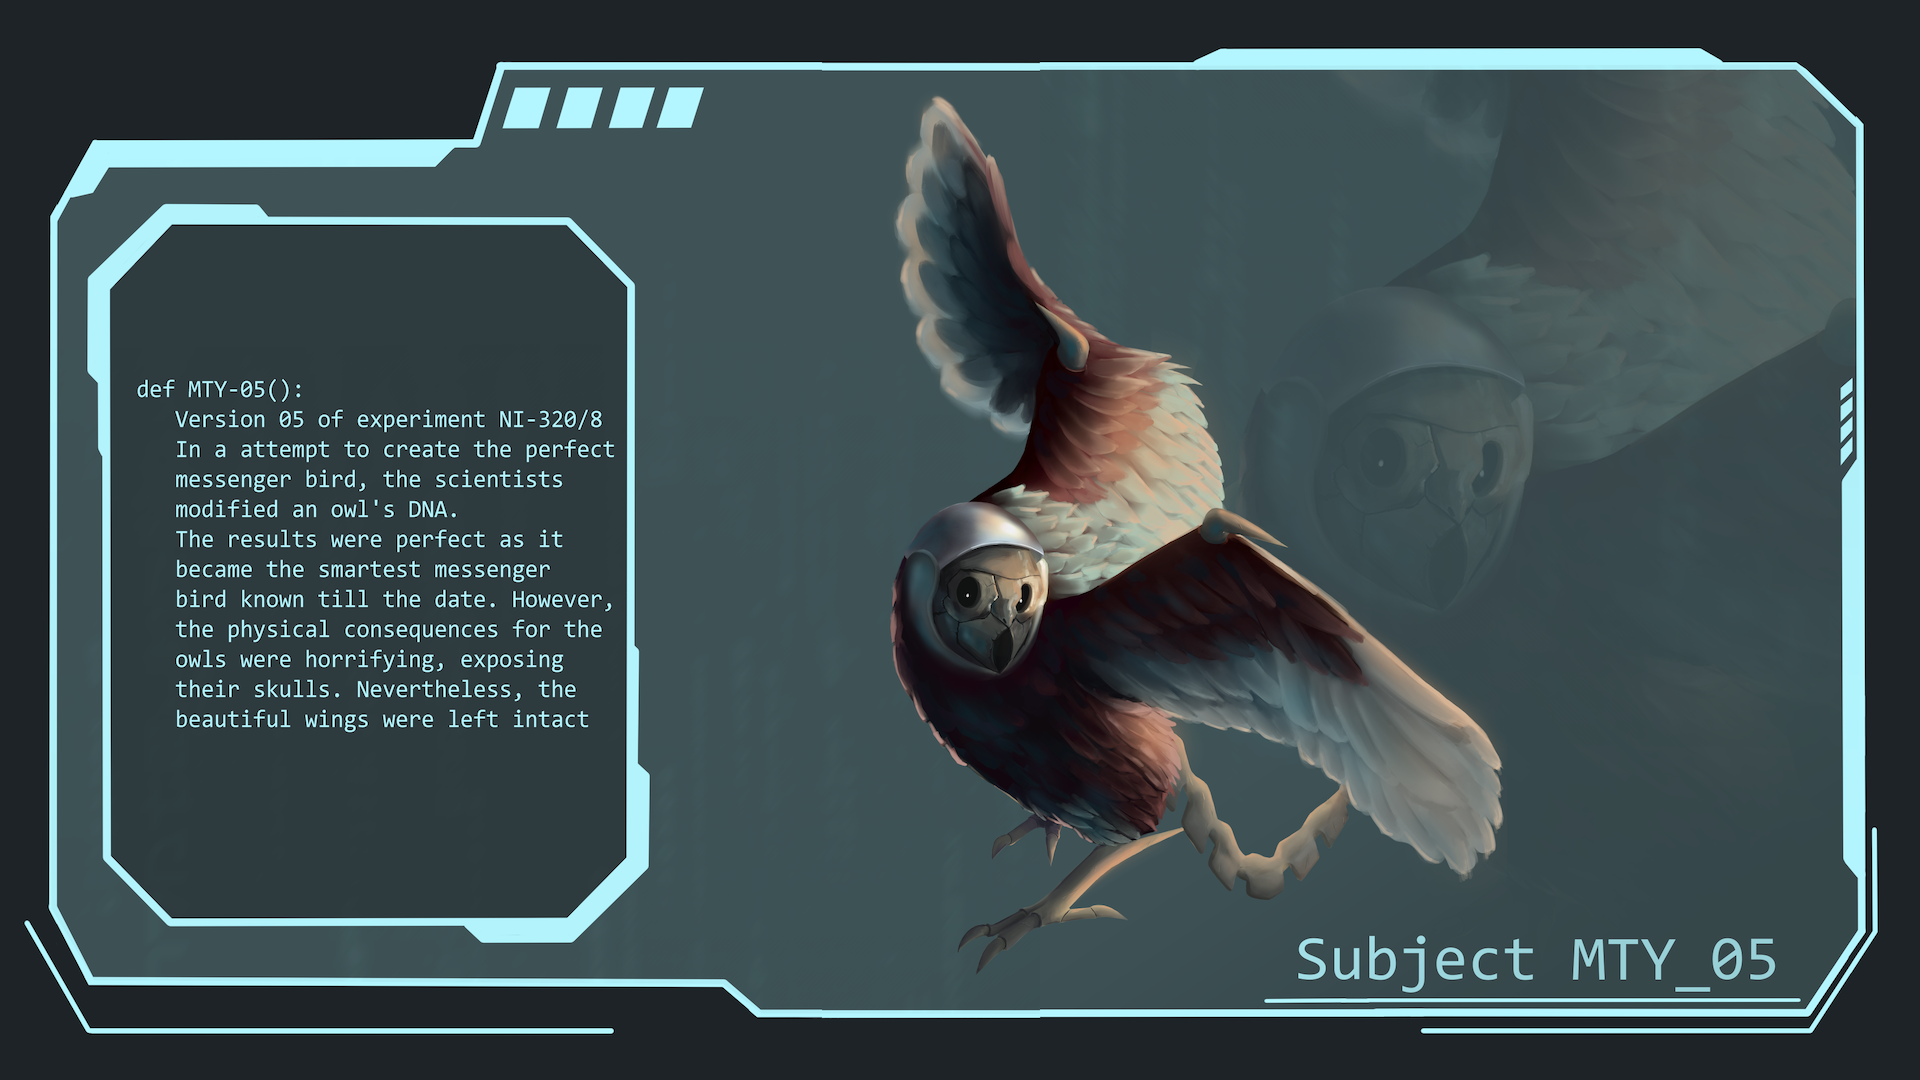 def MTY-05():
Version 05 of experiment NI-320/8
In a attempt to create the perfect
messenger bird, the scientists
modified an owl's DNA.
The results were perfect as it
became the smartest messenger
bird known till the date. However,
the physical consequences for the
owls were horrifying, exposing
their skulls. Nevertheless, the
beautiful wings were left intact
Subject MTY_05